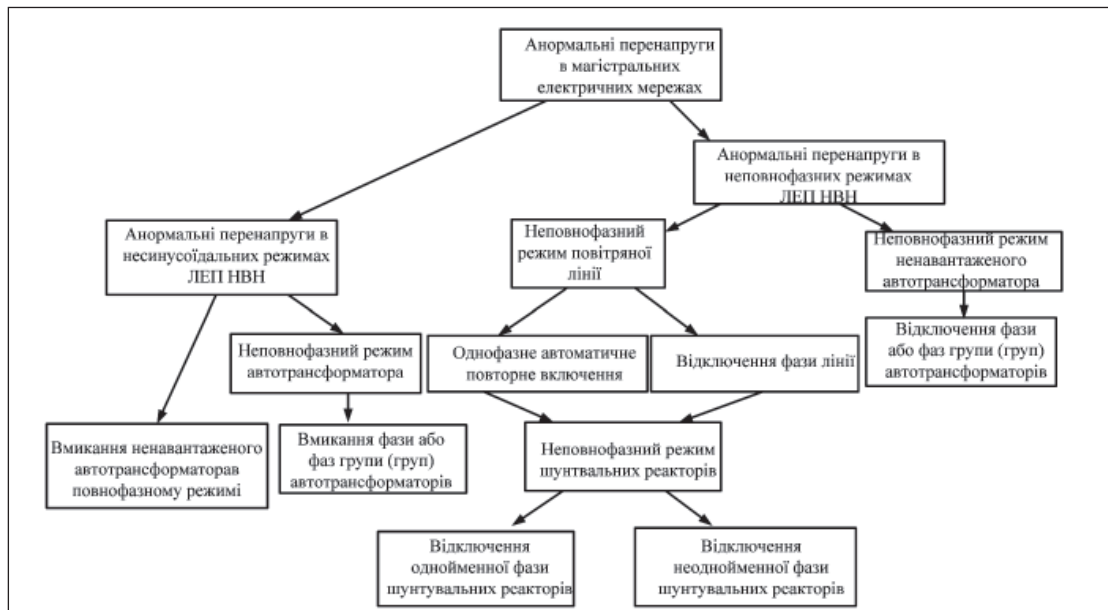 Анормальні перенапруги
в магістральних
електричних мережах
Анормальні перенапруги в
неповнофазних режимах
ЛЕП НВН
Анормальні перенапруги в
несинусоїдальних режимах
ЛЕП НВН
Неповнофазний
режим повітряної
лінії
Неповнофазний режим
ненавантаженого
автотрансформатора
Неповнофазний режим
автотрансформатора
Однофазне автоматичне
повторне включення
Відключення фази лінії
Відключення фази
або фаз групи (груп)
автотрансформаторів
Вмикання ненавантаженого
автотрансформаторав
повнофазному режимі
Вмикання фази або
фаз групи (груп)
автотрансформаторів
Неповнофазний режим
шунтвальних реакторів
Відключення
однойменної фази
шунтувальних реакторів
Відключення
неоднойменної фази
шунтувальних реакторів